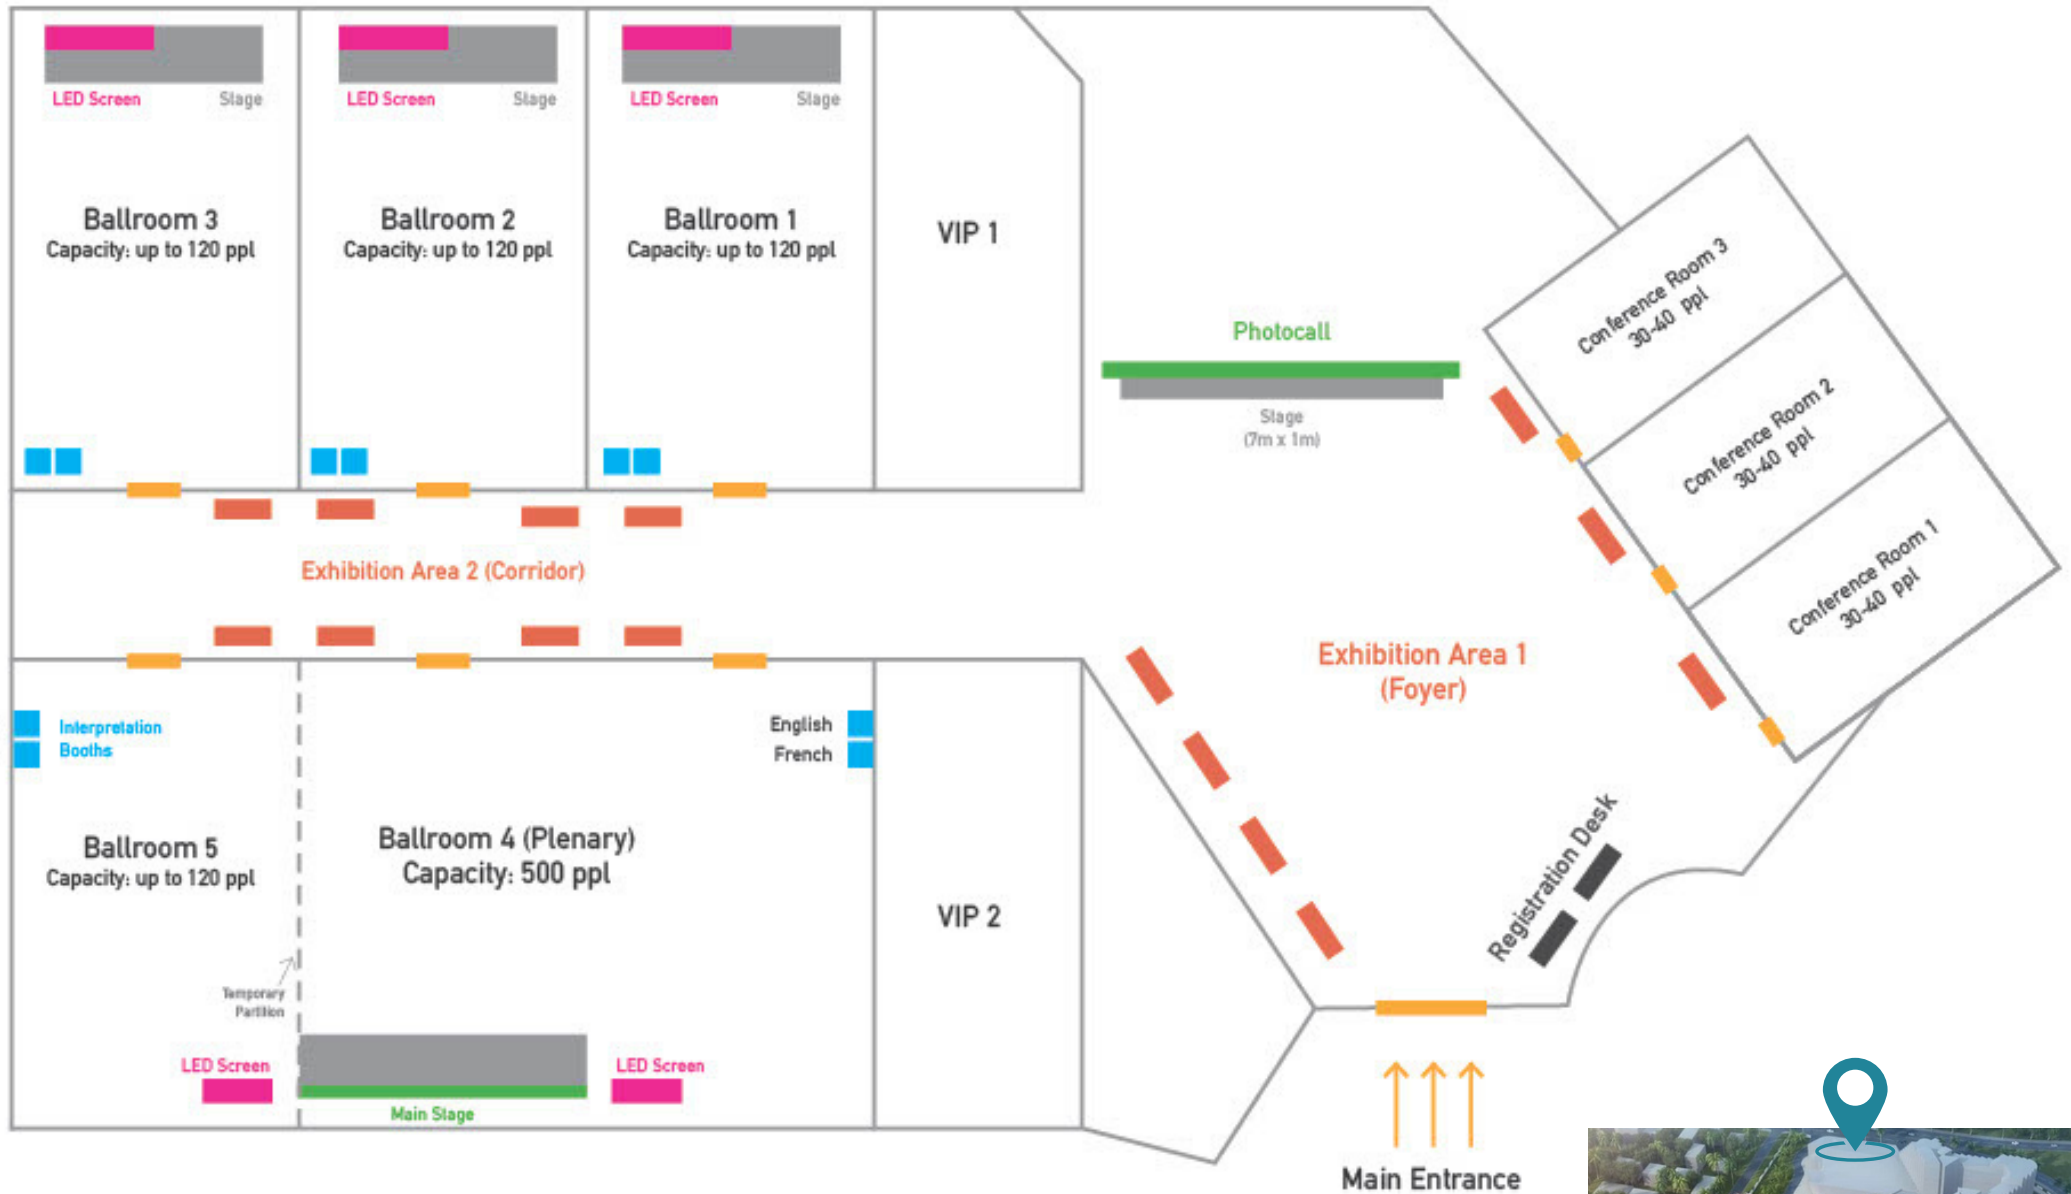 LED Screen
Stage
LED Screen
Stage
LED Screen
Stage
Ballroom 3
Capacity: up to 120 ppl
Ballroom 2
Capacity: up to 120 ppl
Ballroom 1
Capacity: up to 120 ppl
VIP 1
Photocall
Stage
(7m x 1m)
Conference Room 3
30-40 ppl
Conference Room 2
30-40 ppl
Conference Room 1
30-40 ppl
Exhibition Area 2 (Corridor)
Exhibition Area 1
(Foyer)
Interpretation
Booths
English
French
Ballroom 5
Capacity: up to 120 ppl
Ballroom 4 (Plenary)
Capacity: 500 ppl
VIP 2
Registration Desk
Temporary
Partition
LED Screen
Main Stage
LED Screen
Main Entrance